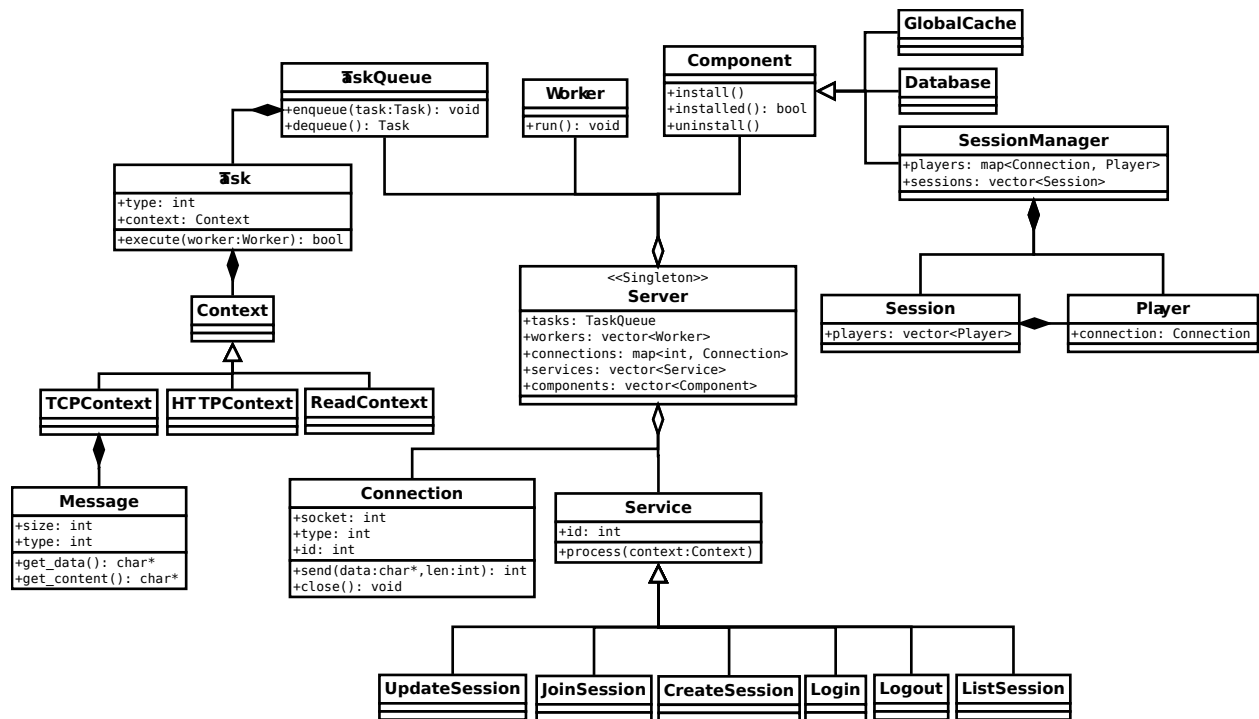 GlobalCache
Component
+install()
+installed(): bool
+uninstall()
TaskQueue
+enqueue(task:Task): void
+dequeue(): Task
Worker
+run(): void
Database
SessionManager
+players: map<Connection, Player>
+sessions: vector<Session>
Task
+type: int
+context: Context
+execute(worker:Worker): bool
<<Singleton>>
Server
+tasks: TaskQueue
+workers: vector<Worker>
+connections: map<int, Connection>
+services: vector<Service>
+components: vector<Component>
Context
Session
+players: vector<Player>
Player
+connection: Connection
TCPContext
HTTPContext
ReadContext
Message
+size: int
+type: int
+get_data(): char*
+get_content(): char*
Connection
+socket: int
+type: int
+id: int
+send(data:char*,len:int): int
+close(): void
Service
+id: int
+process(context:Context)
UpdateSession
JoinSession
CreateSession
Login
Logout
ListSession